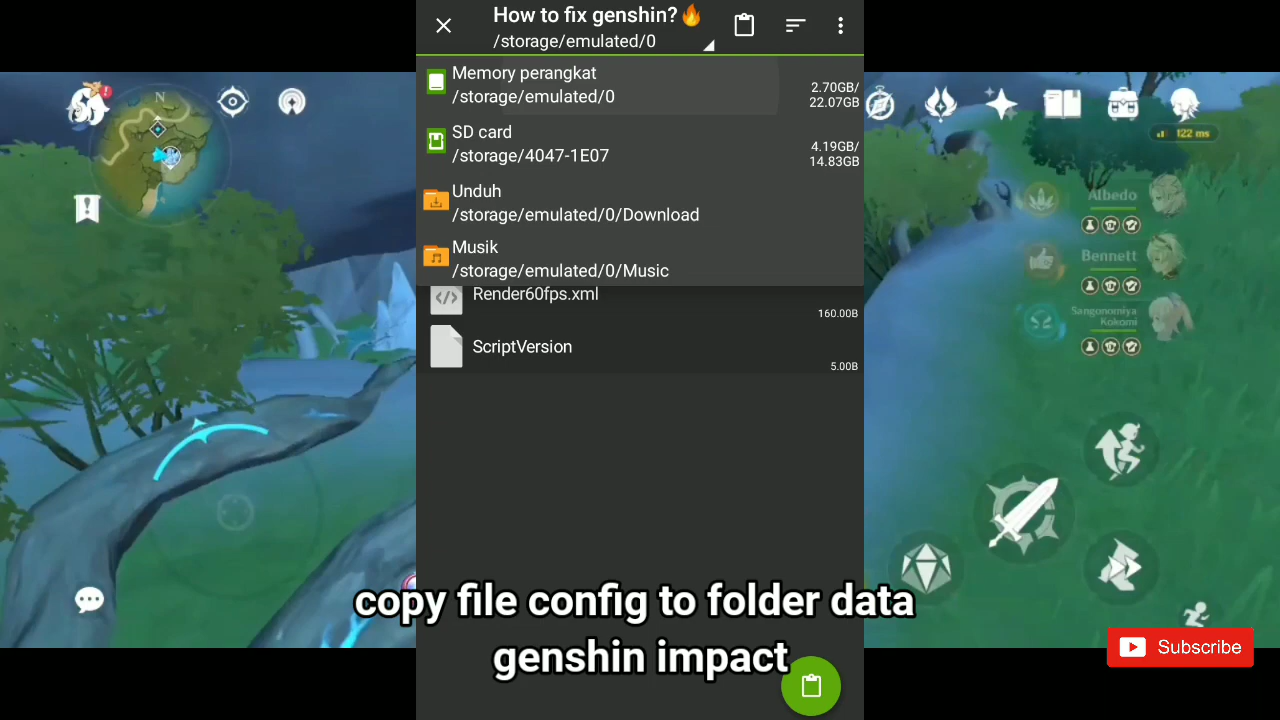 How to fix genshin?🔥
/storage/emulated/0
Memory perangkat
/storage/emulated/0
2.70GB/
22.07GB
SD card
/storage/4047-1E07
4.19GB/
14.83GB
Unduh
/storage/emulated/0/Download
Musik
/storage/emulated/0/Music
Render60fps.xml
160.00B
ScriptVersion
5.00B
N
122 ms
Albedo
Bennett
Sangonomiya
Kokomi
copy file config to folder data
genshin impact
Subscribe